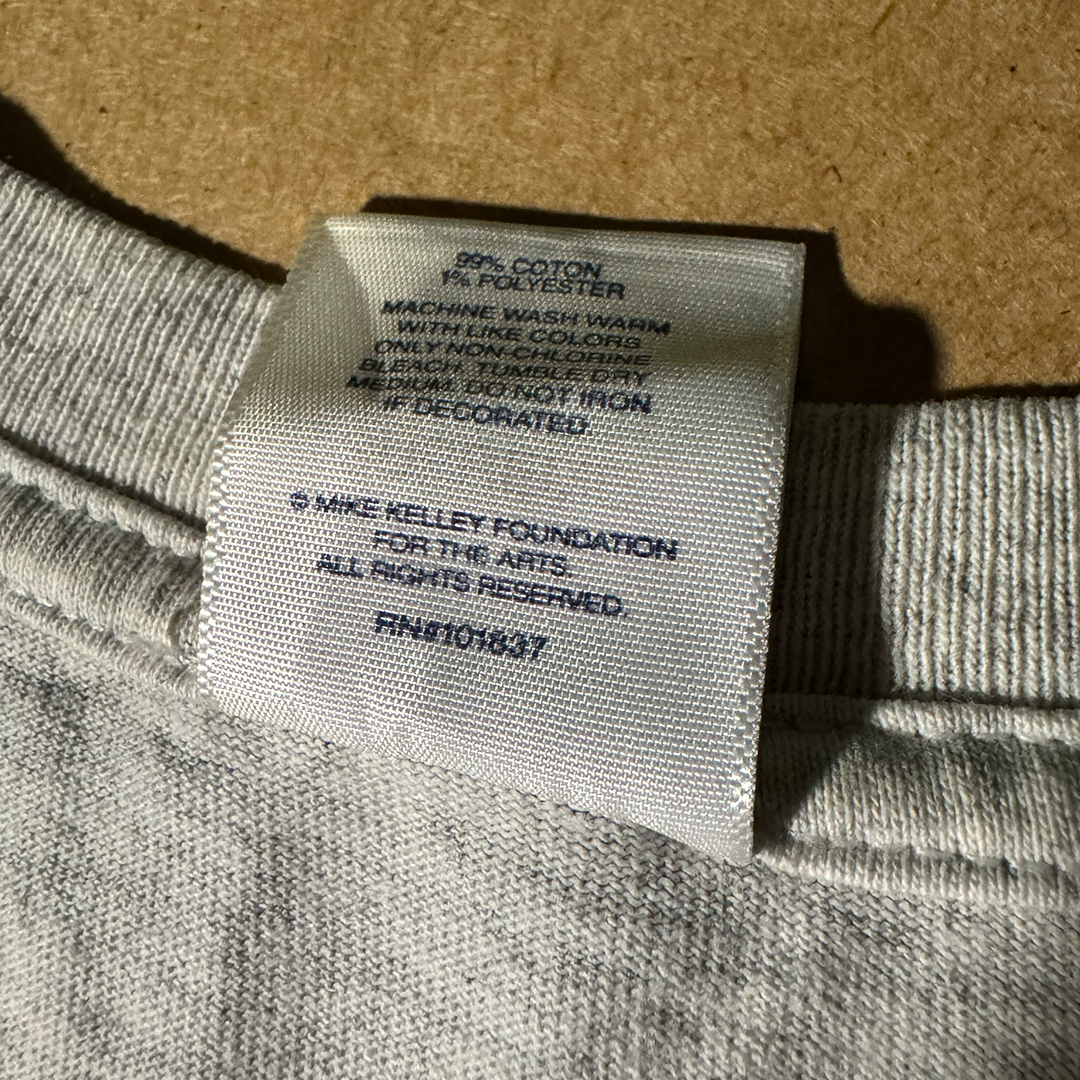 99% COTON
1% POLYESTER
MACHINE WASH WARM
WITH LIKE COLORS
ONLY NON-CHLORINE
BLEACH. TUMBLE DRY
MEDIUM. DO NOT IRON
IF DECORATED
© MIKE KELLEY FOUNDATION
FOR THE ARTS.
ALL RIGHTS RESERVED.
RN#101637